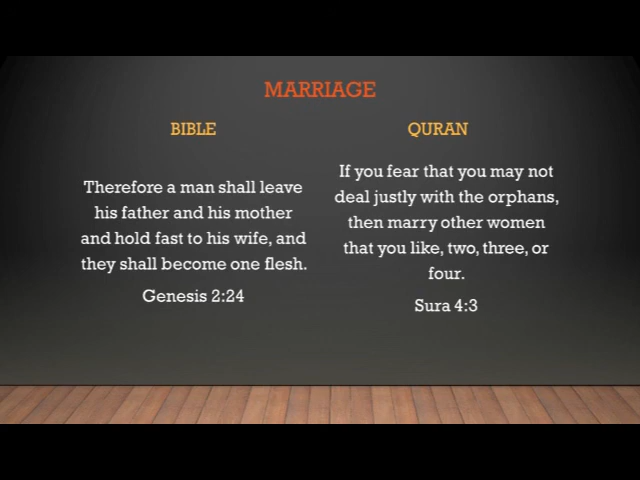 MARRIAGE
BIBLE
Therefore a man shall leave
his father and his mother
and hold fast to his wife, and
they shall become one flesh.
Genesis 2:24
QURAN
If you fear that you may not
deal justly with the orphans,
then marry other women
that you like, two, three, or
four.
Sura 4:3